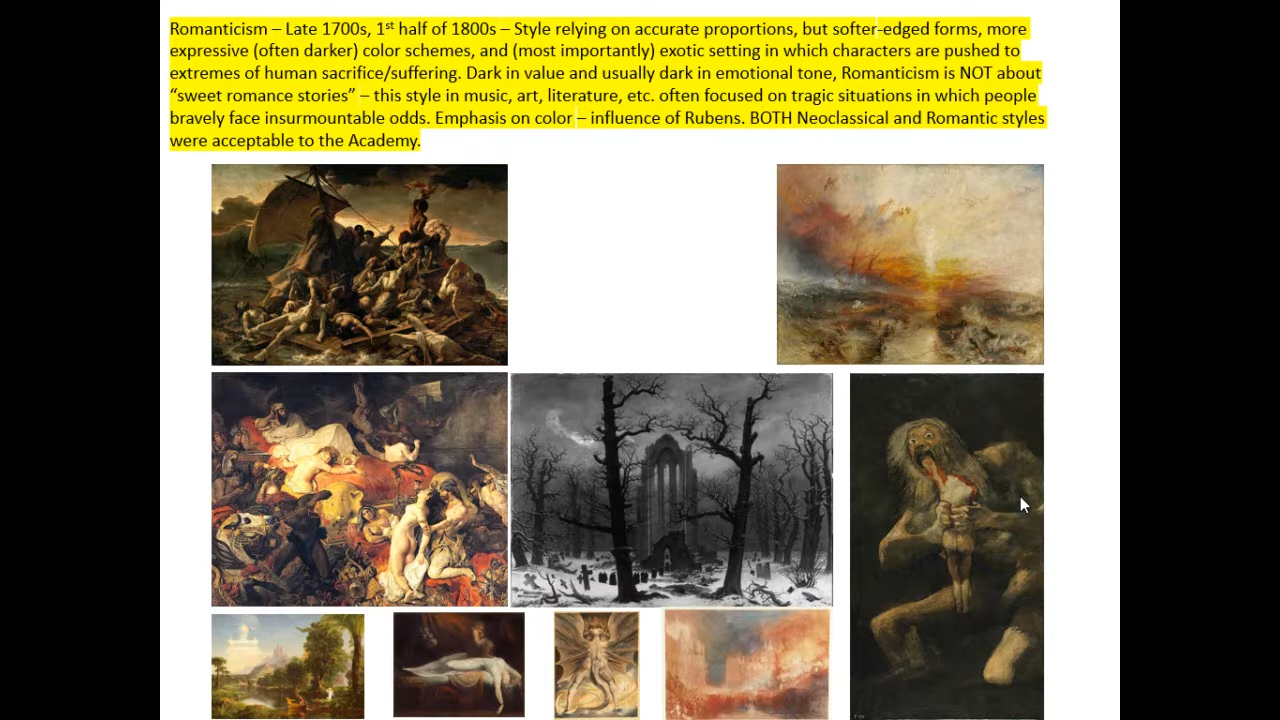 Romanticism – Late 1700s, 1st half of 1800s – Style relying on accurate proportions, but softer-edged forms, more
expressive (often darker) color schemes, and (most importantly) exotic setting in which characters are pushed to
extremes of human sacrifice/suffering. Dark in value and usually dark in emotional tone, Romanticism is NOT about
“sweet romance stories” – this style in music, art, literature, etc. often focused on tragic situations in which people
bravely face insurmountable odds. Emphasis on color – influence of Rubens. BOTH Neoclassical and Romantic styles
were acceptable to the Academy.